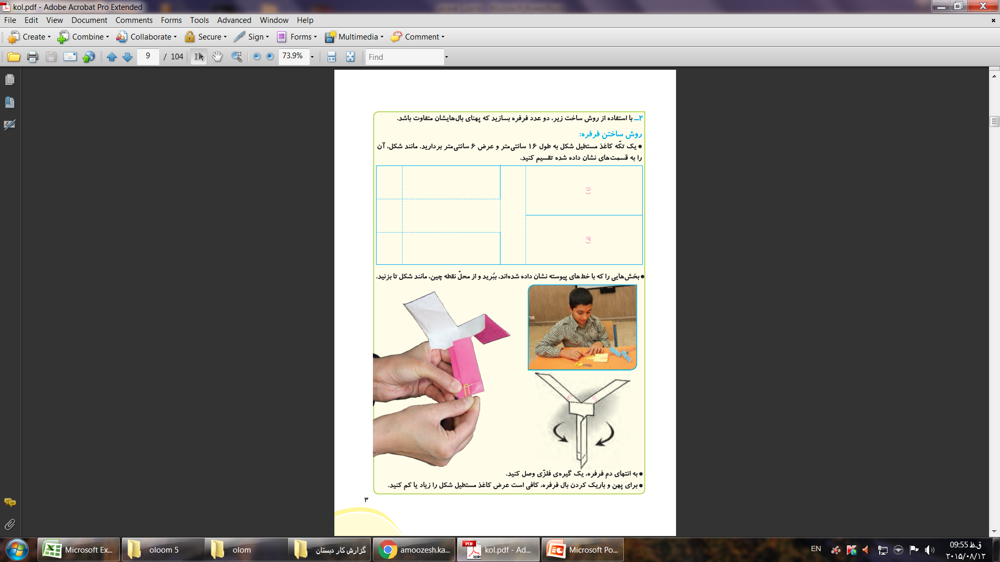 kol.pdf - Adobe Acrobat Pro Extended
File Edit View Document Comments Forms Tools Advanced Window Help
Create Combine Collaborate Secure Sign Forms Multimedia Comment
9 / 104 73.9% Find
۲ــ با استفاده از روش ساخت زیر، دو عدد فرفره بسازید که پهنای بال‌هایشان متفاوت باشد.
روش ساختن فرفره:
● یک تکّه کاغذ مستطیل شکل به طول ۱۶ سانتی‌متر و عرض ۶ سانتی‌متر بردارید. مانند شکل، آن
را به قسمت‌های نشان داده شده تقسیم کنید.
(۱)
(۲)
● بخش‌هایی را که با خط‌های پیوسته نشان داده شده‌اند، ببُرید و از محلّ نقطه چین، مانند شکل تا بزنید.
(۲) (۱)
● به انتهای دم فرفره، یک گیره‌ی فلزّی وصل کنید.
● برای پهن و باریک کردن بال فرفره، کافی است عرض کاغذ مستطیل شکل را زیاد یا کم کنید.
۳
Microsoft Ex... oloom 5 olom گزارش کار دبستان amoozesh.ka... kol.pdf - Ad... Microsoft Po... EN
09:55 ق.ظ
۲۰۱۵/۰۸/۱۲